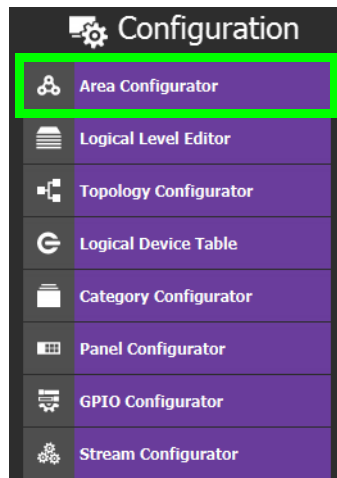 Configuration
Area Configurator
Logical Level Editor
Topology Configurator
Logical Device Table
Category Configurator
Panel Configurator
GPIO Configurator
Stream Configurator